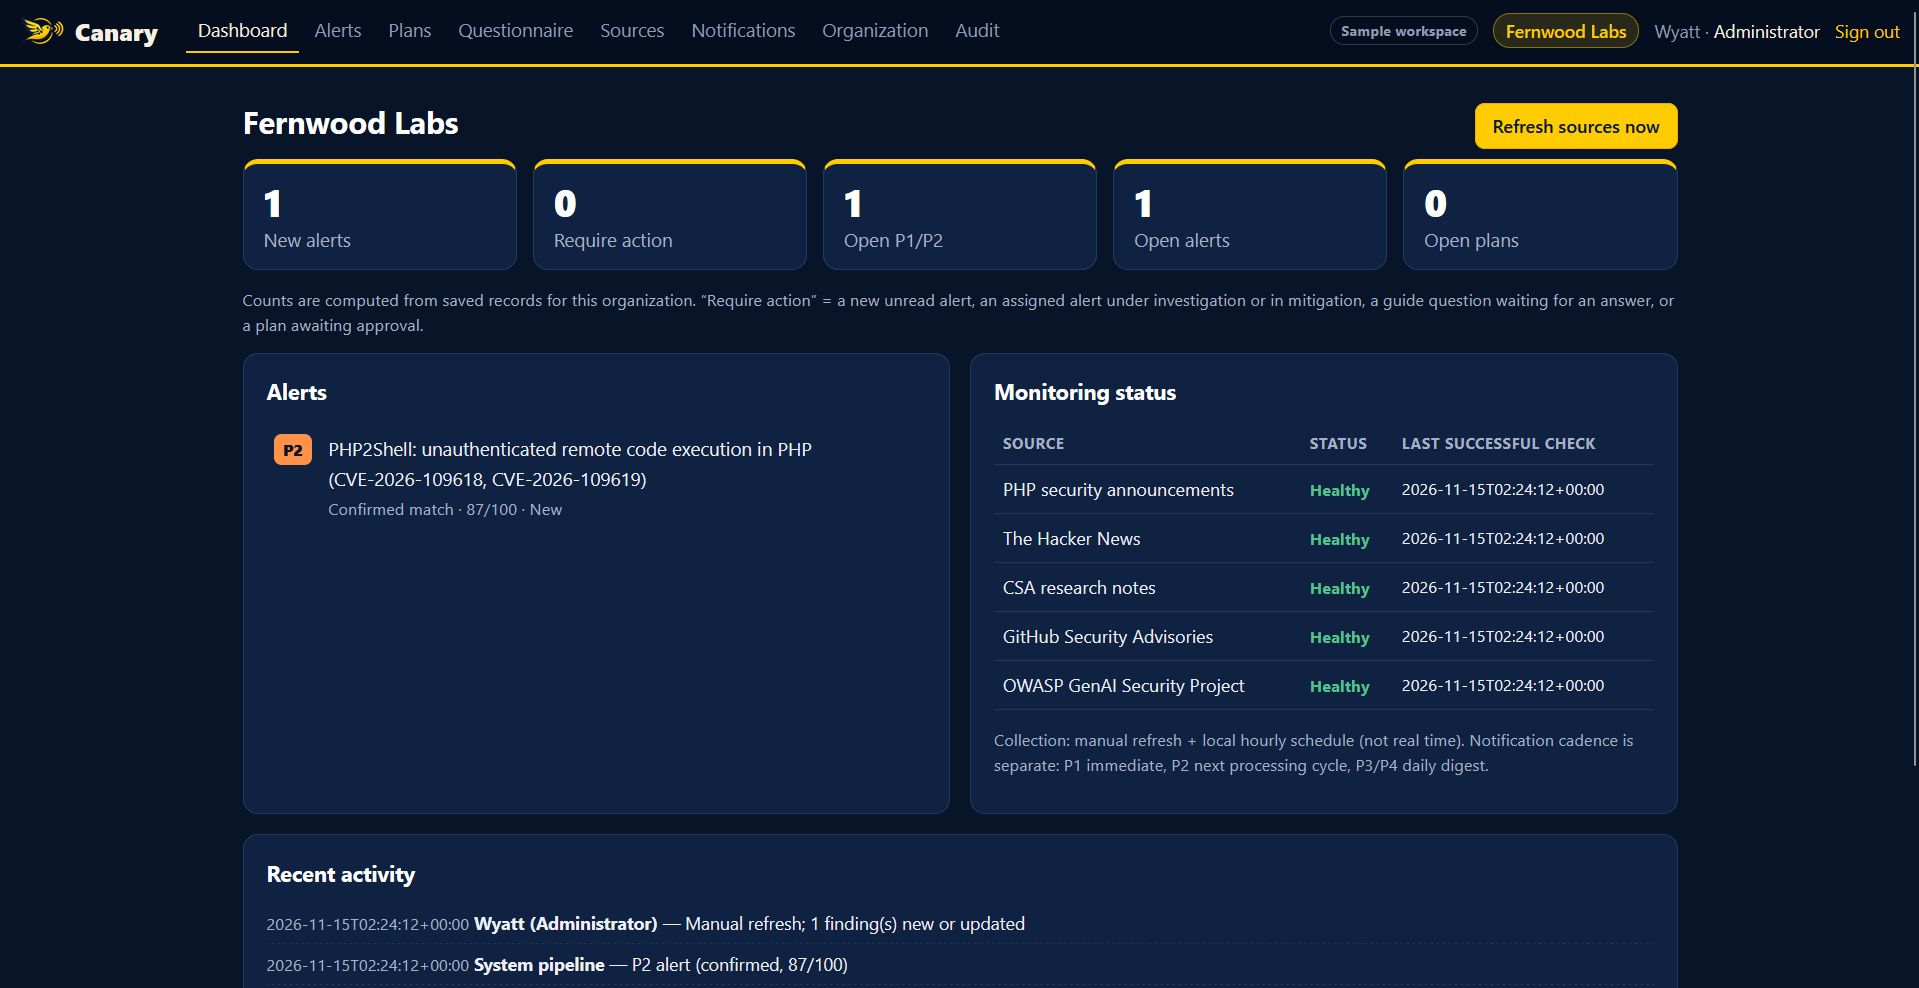 Canary
Dashboard
Alerts
Plans
Questionnaire
Sources
Notifications
Organization
Audit
Sample workspace
Fernwood Labs
Wyatt · Administrator
Sign out
Fernwood Labs
Refresh sources now
1
New alerts
0
Require action
1
Open P1/P2
1
Open alerts
0
Open plans
Counts are computed from saved records for this organization. “Require action” = a new unread alert, an assigned alert under investigation or in mitigation, a guide question waiting for an answer, or
a plan awaiting approval.
Alerts
P2
PHP2Shell: unauthenticated remote code execution in PHP
(CVE-2026-109618, CVE-2026-109619)
Confirmed match · 87/100 · New
Monitoring status
SOURCE STATUS LAST SUCCESSFUL CHECK
PHP security announcements Healthy 2026-11-15T02:24:12+00:00
The Hacker News Healthy 2026-11-15T02:24:12+00:00
CSA research notes Healthy 2026-11-15T02:24:12+00:00
GitHub Security Advisories Healthy 2026-11-15T02:24:12+00:00
OWASP GenAI Security Project Healthy 2026-11-15T02:24:12+00:00
Collection: manual refresh + local hourly schedule (not real time). Notification cadence is
separate: P1 immediate, P2 next processing cycle, P3/P4 daily digest.
Recent activity
2026-11-15T02:24:12+00:00 Wyatt (Administrator) — Manual refresh; 1 finding(s) new or updated
2026-11-15T02:24:12+00:00 System pipeline — P2 alert (confirmed, 87/100)